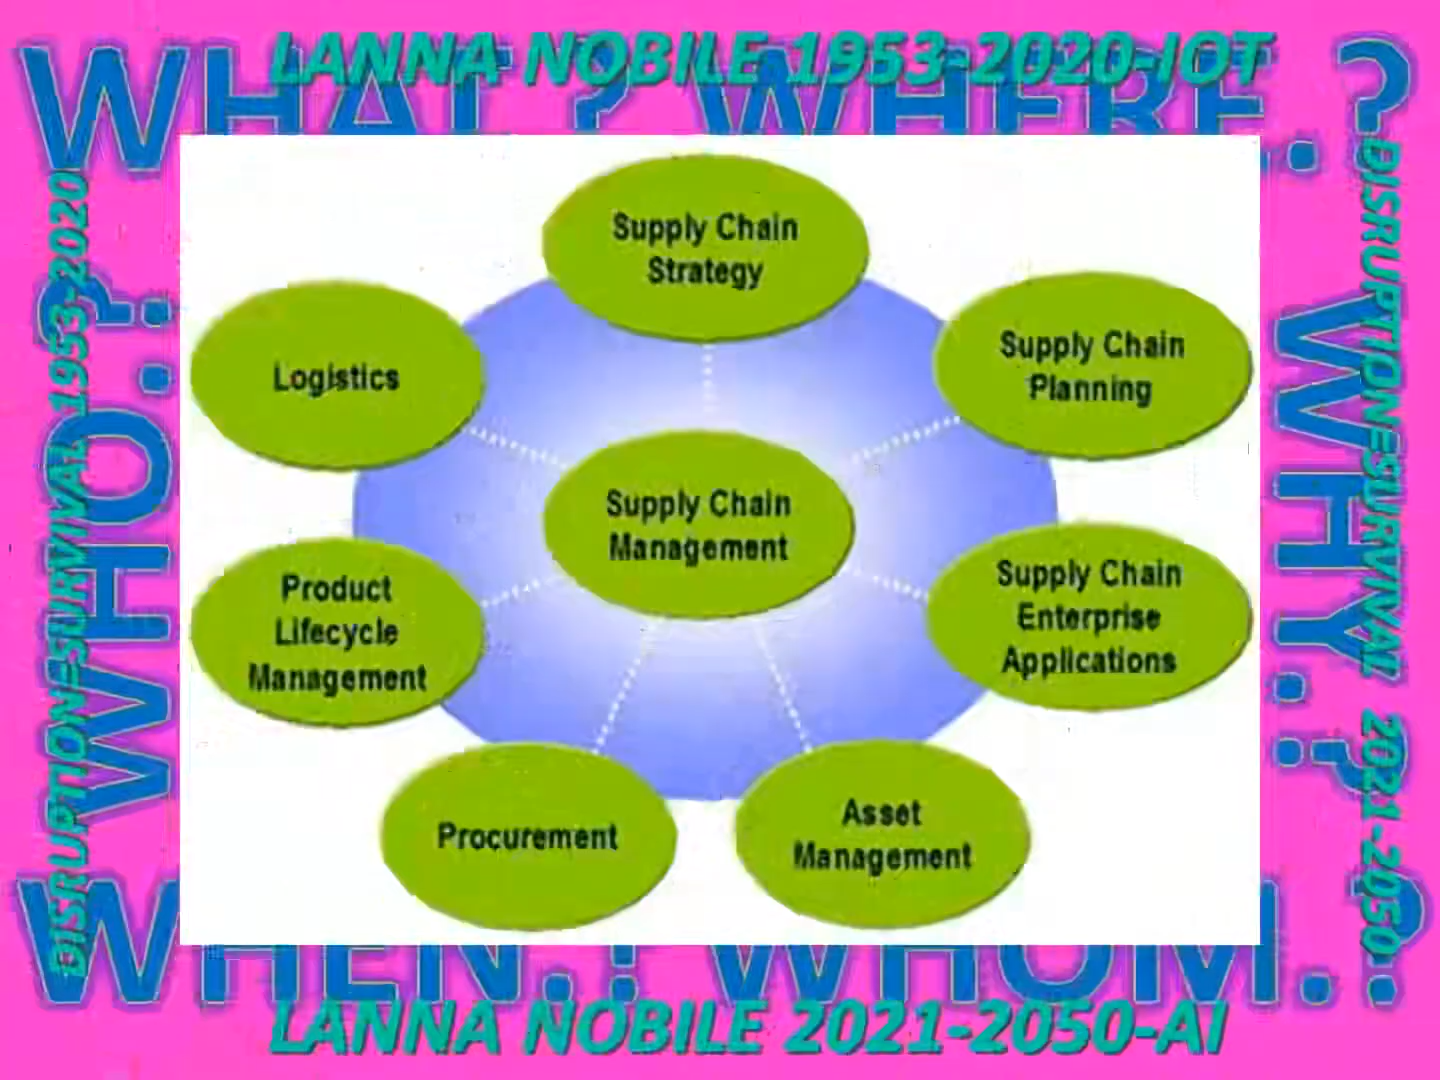 LANNA NOBILE 1953-2020-IOT
WHAT.? WHERE.?
DISRUPTION=SURVIVAL 1953-2020
WHO.?
Supply Chain
Strategy
Logistics
Supply Chain
Planning
Supply Chain
Management
Product
Lifecycle
Management
Supply Chain
Enterprise
Applications
Procurement
Asset
Management
WHY.?
DISRUPTION=SURVIVAL 2021-2050
WHEN.? WHOM.?
LANNA NOBILE 2021-2050-AI